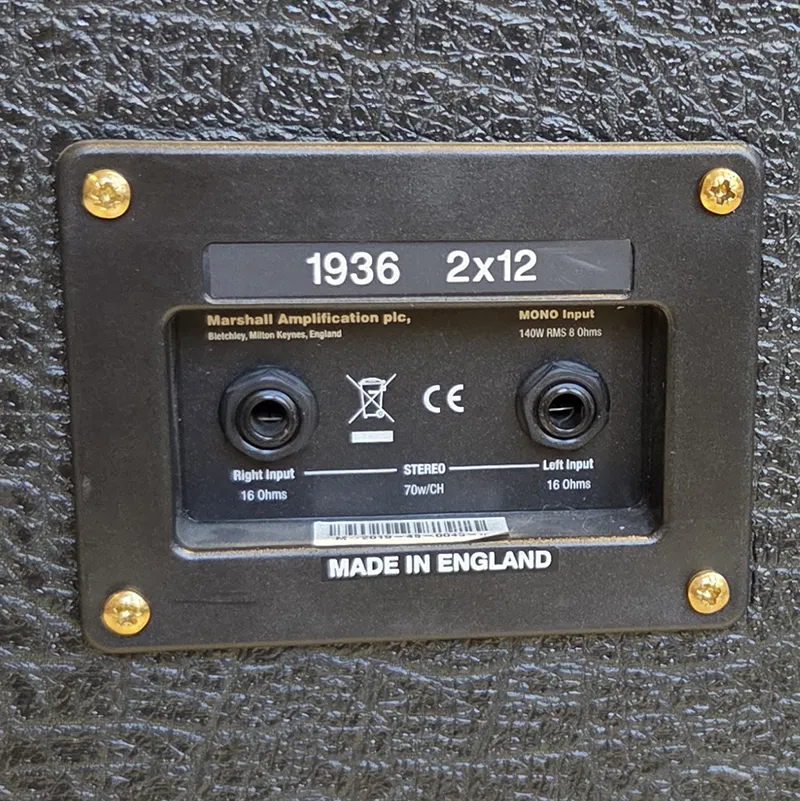 1936 2x12
Marshall Amplification plc,
Bletchley, Milton Keynes, England
MONO Input
140W RMS 8 Ohms
CE
Right Input
16 Ohms
STEREO
70w/CH
Left Input
16 Ohms
MADE IN ENGLAND